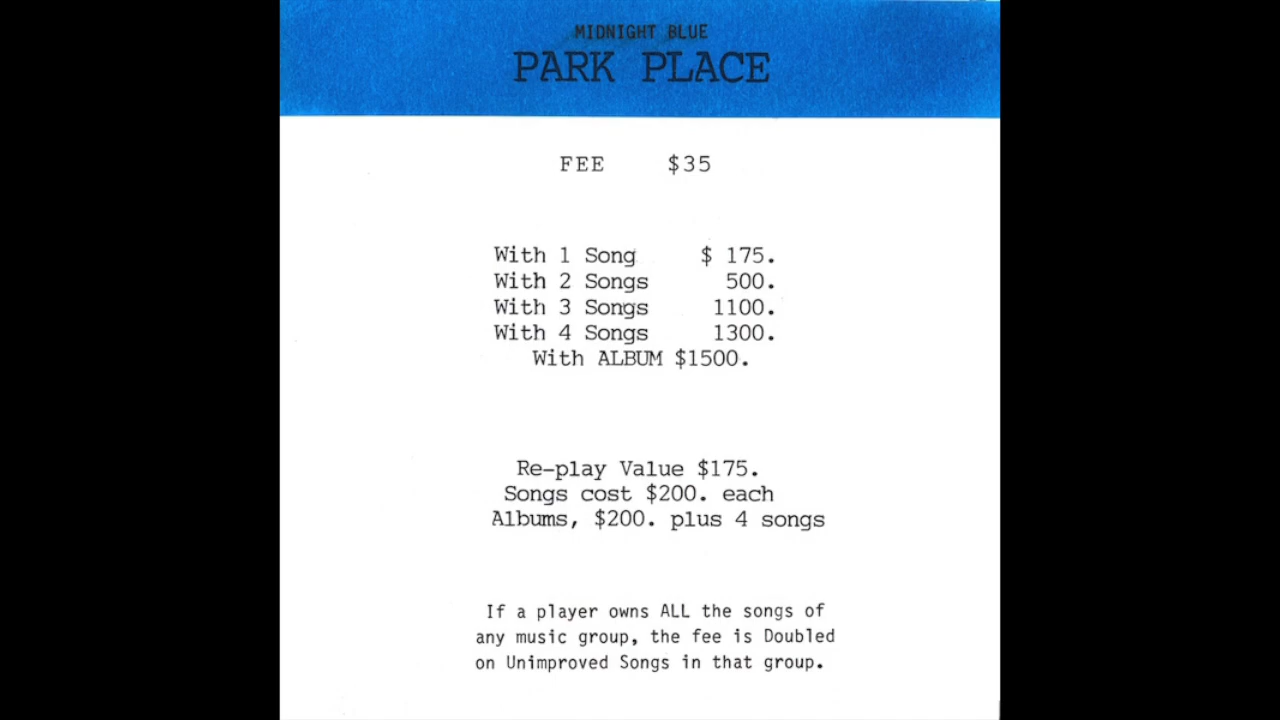 MIDNIGHT BLUE
PARK PLACE
FEE $35
With 1 Song $ 175.
With 2 Songs 500.
With 3 Songs 1100.
With 4 Songs 1300.
With ALBUM $1500.
Re-play Value $175.
Songs cost $200. each
Albums, $200. plus 4 songs
If a player owns ALL the songs of
any music group, the fee is Doubled
on Unimproved Songs in that group.